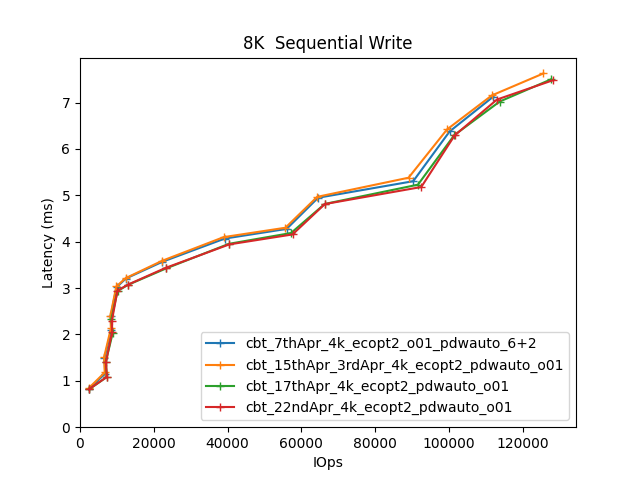 8K  Sequential Write
Latency (ms)
7
6
5
4
3
2
1
0
cbt_7thApr_4k_ecopt2_o01_pdwauto_6+2
cbt_15thApr_3rdApr_4k_ecopt2_pdwauto_o01
cbt_17thApr_4k_ecopt2_pdwauto_o01
cbt_22ndApr_4k_ecopt2_pdwauto_o01
0 20000 40000 60000 80000 100000 120000
IOps